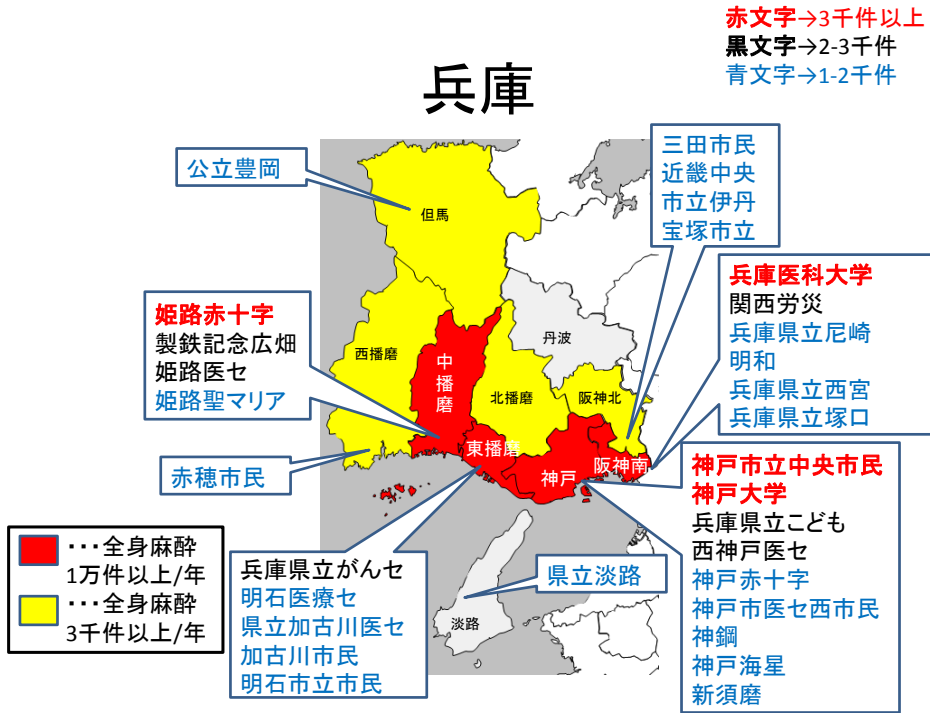 赤文字→3千件以上
黒文字→2-3千件
青文字→1-2千件
兵庫
公立豊岡
三田市民
近畿中央
市立伊丹
宝塚市立
兵庫医科大学
関西労災
兵庫県立尼崎
明和
兵庫県立西宮
兵庫県立塚口
姫路赤十字
製鉄記念広畑
姫路医セ
姫路聖マリア
赤穂市民
但馬
丹波
西播磨
中播磨
北播磨
阪神北
東播磨
神戸
阪神南
淡路
神戸市立中央市民
神戸大学
兵庫県立こども
西神戸医セ
神戸赤十字
神戸市医セ西市民
神鋼
神戸海星
新須磨
県立淡路
兵庫県立がんセ
明石医療セ
県立加古川医セ
加古川市民
明石市立市民
・・・全身麻酔
1万件以上/年
・・・全身麻酔
3千件以上/年